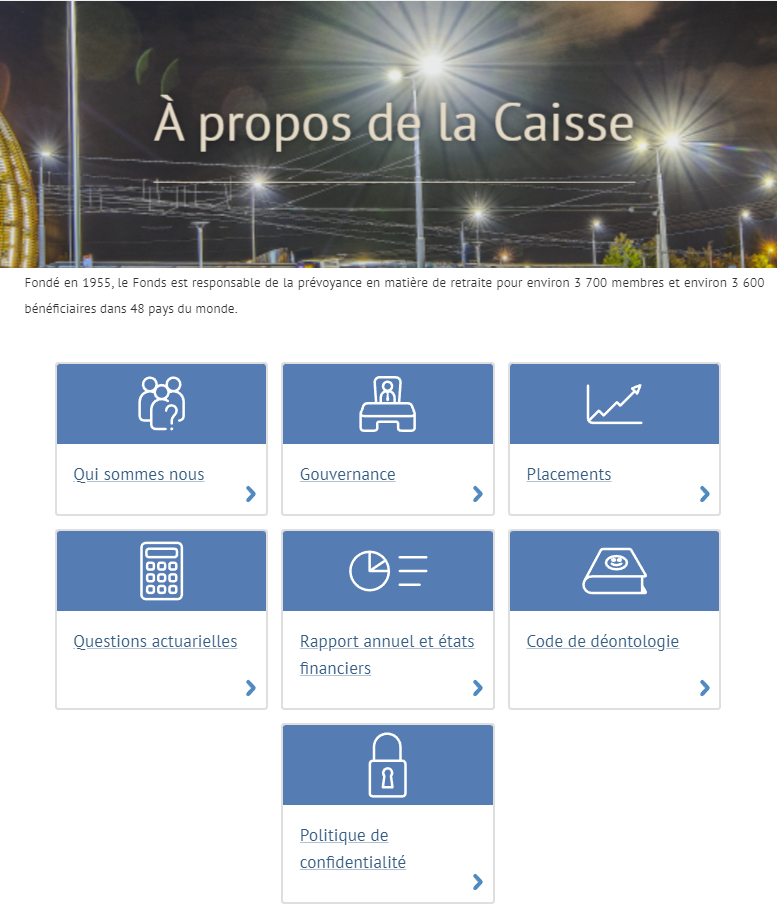 À propos de la Caisse
Fondé en 1955, le Fonds est responsable de la prévoyance en matière de retraite pour environ 3 700 membres et environ 3 600
bénéficiaires dans 48 pays du monde.
Qui sommes nous
Gouvernance
Placements
Questions actuarielles
Rapport annuel et états
financiers
Code de déontologie
Politique de
confidentialité